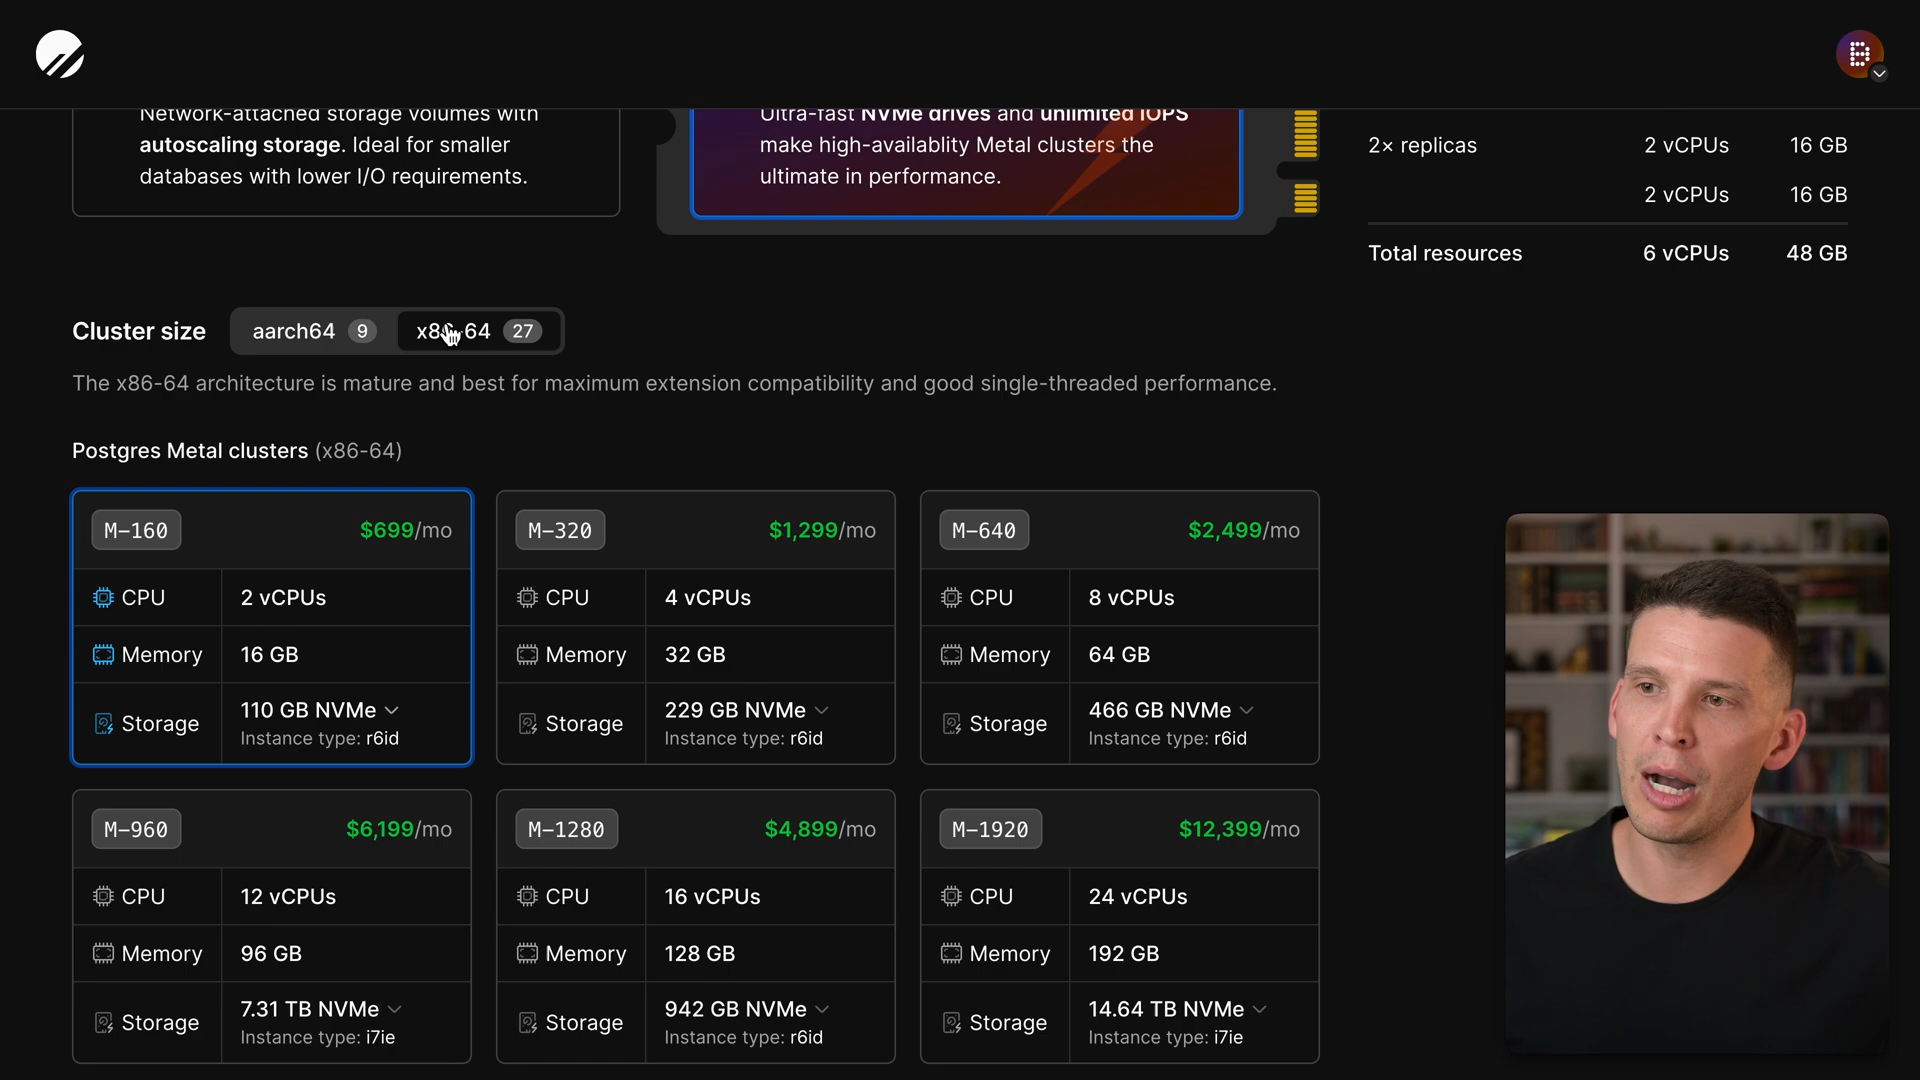 Network-attached storage volumes with
autoscaling storage. Ideal for smaller
databases with lower I/O requirements.
Ultra-fast NVMe drives and unlimited IOPS
make high-availablity Metal clusters the
ultimate in performance.
2× replicas 2 vCPUs 16 GB
2 vCPUs 16 GB
Total resources 6 vCPUs 48 GB
Cluster size aarch64 9 x86-64 27
The x86-64 architecture is mature and best for maximum extension compatibility and good single-threaded performance.
Postgres Metal clusters (x86-64)
M-160 $699/mo
CPU 2 vCPUs
Memory 16 GB
Storage 110 GB NVMe
Instance type: r6id
M-320 $1,299/mo
CPU 4 vCPUs
Memory 32 GB
Storage 229 GB NVMe
Instance type: r6id
M-640 $2,499/mo
CPU 8 vCPUs
Memory 64 GB
Storage 466 GB NVMe
Instance type: r6id
M-960 $6,199/mo
CPU 12 vCPUs
Memory 96 GB
Storage 7.31 TB NVMe
Instance type: i7ie
M-1280 $4,899/mo
CPU 16 vCPUs
Memory 128 GB
Storage 942 GB NVMe
Instance type: r6id
M-1920 $12,399/mo
CPU 24 vCPUs
Memory 192 GB
Storage 14.64 TB NVMe
Instance type: i7ie